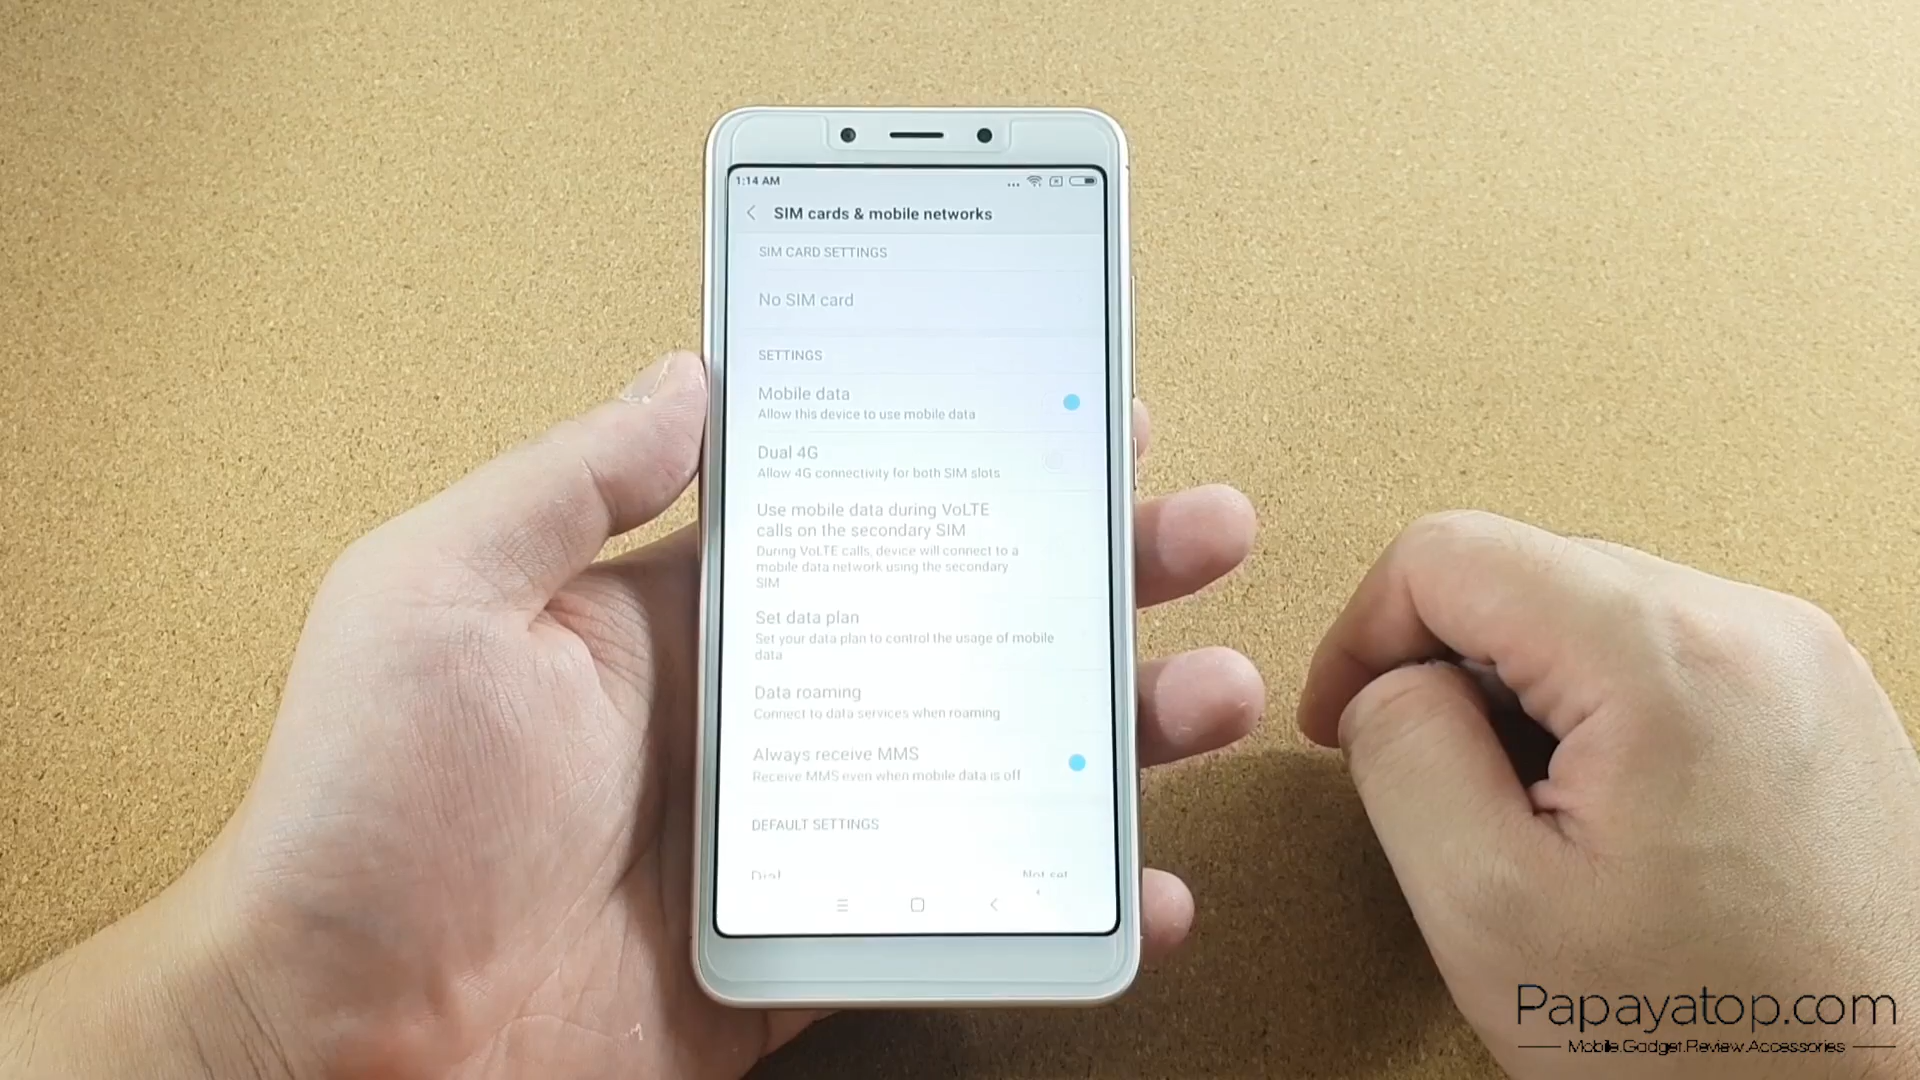 1:14 AM
SIM cards & mobile networks
SIM CARD SETTINGS
No SIM card
SETTINGS
Mobile data
Allow this device to use mobile data
Dual 4G
Allow 4G connectivity for both SIM slots
Use mobile data during VoLTE
calls on the secondary SIM
During VoLTE calls, device will connect to a
mobile data network using the secondary
SIM
Set data plan
Set your data plan to control the usage of mobile
data
Data roaming
Connect to data services when roaming
Always receive MMS
Receive MMS even when mobile data is off
DEFAULT SETTINGS
Dial Not set
Papayatop.com
Mobile.Gadget.Review.Accessories